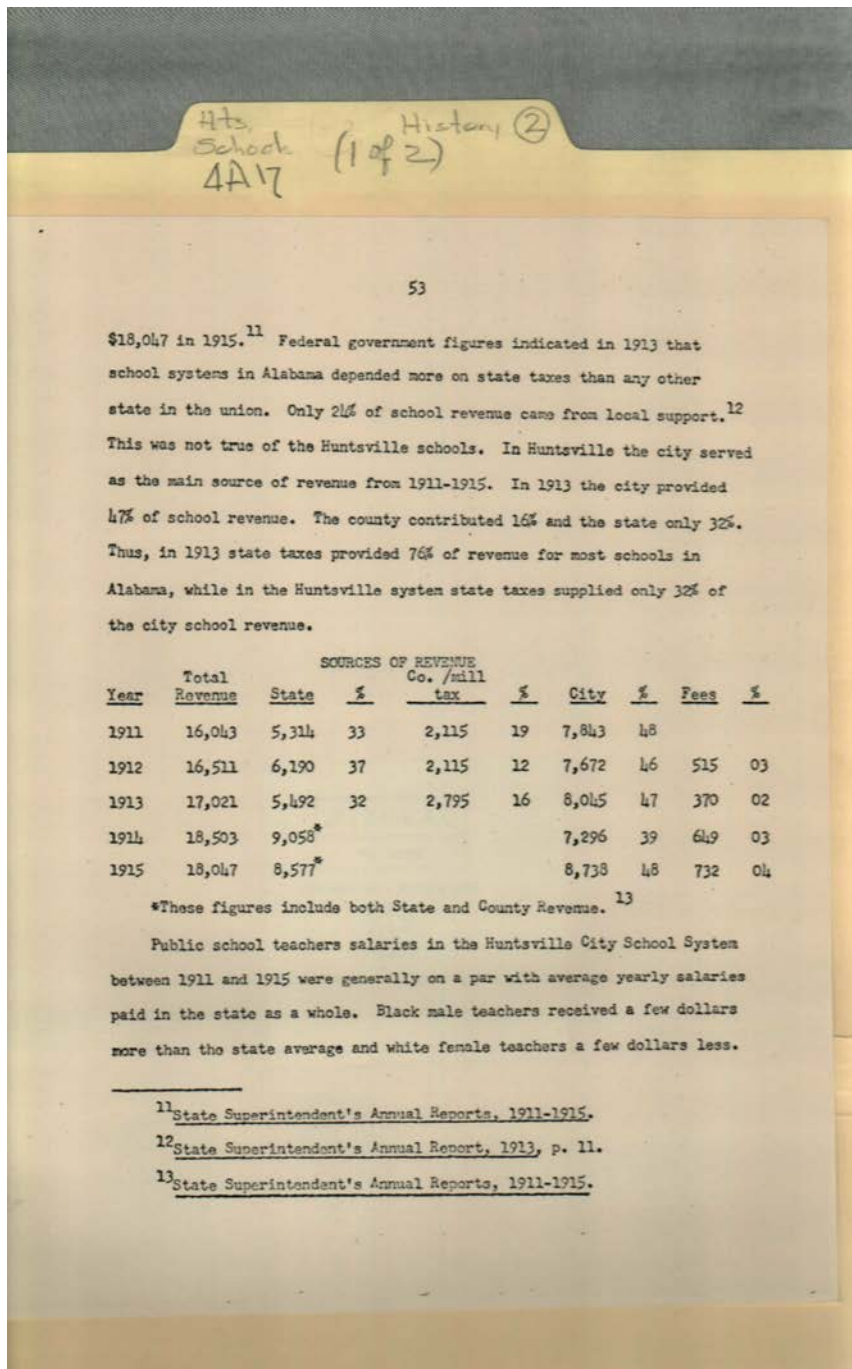 Hts. History ②
School (1 of 2)
4A17
53
$18,047 in 1915.11 Federal government figures indicated in 1913 that
school systems in Alabama depended more on state taxes than any other
state in the union. Only 24% of school revenue came from local support.12
This was not true of the Huntsville schools. In Huntsville the city served
as the main source of revenue from 1911-1915. In 1913 the city provided
47% of school revenue. The county contributed 16% and the state only 32%.
Thus, in 1913 state taxes provided 76% of revenue for most schools in
Alabama, while in the Huntsville system state taxes supplied only 32% of
the city school revenue.
SOURCES OF REVENUE
Total Co. /mill
Year Revenue State % tax % City % Fees %
1911 16,043 5,314 33 2,115 19 7,843 48
1912 16,511 6,190 37 2,115 12 7,672 46 515 03
1913 17,021 5,492 32 2,795 16 8,045 47 370 02
1914 18,503 9,058* 7,296 39 649 03
1915 18,047 8,577* 8,738 48 732 04
*These figures include both State and County Revenue. 13
Public school teachers salaries in the Huntsville City School System
between 1911 and 1915 were generally on a par with average yearly salaries
paid in the state as a whole. Black male teachers received a few dollars
more than the state average and white female teachers a few dollars less.
11State Superintendent's Annual Reports, 1911-1915.
12State Superintendent's Annual Report, 1913, p. 11.
13State Superintendent's Annual Reports, 1911-1915.